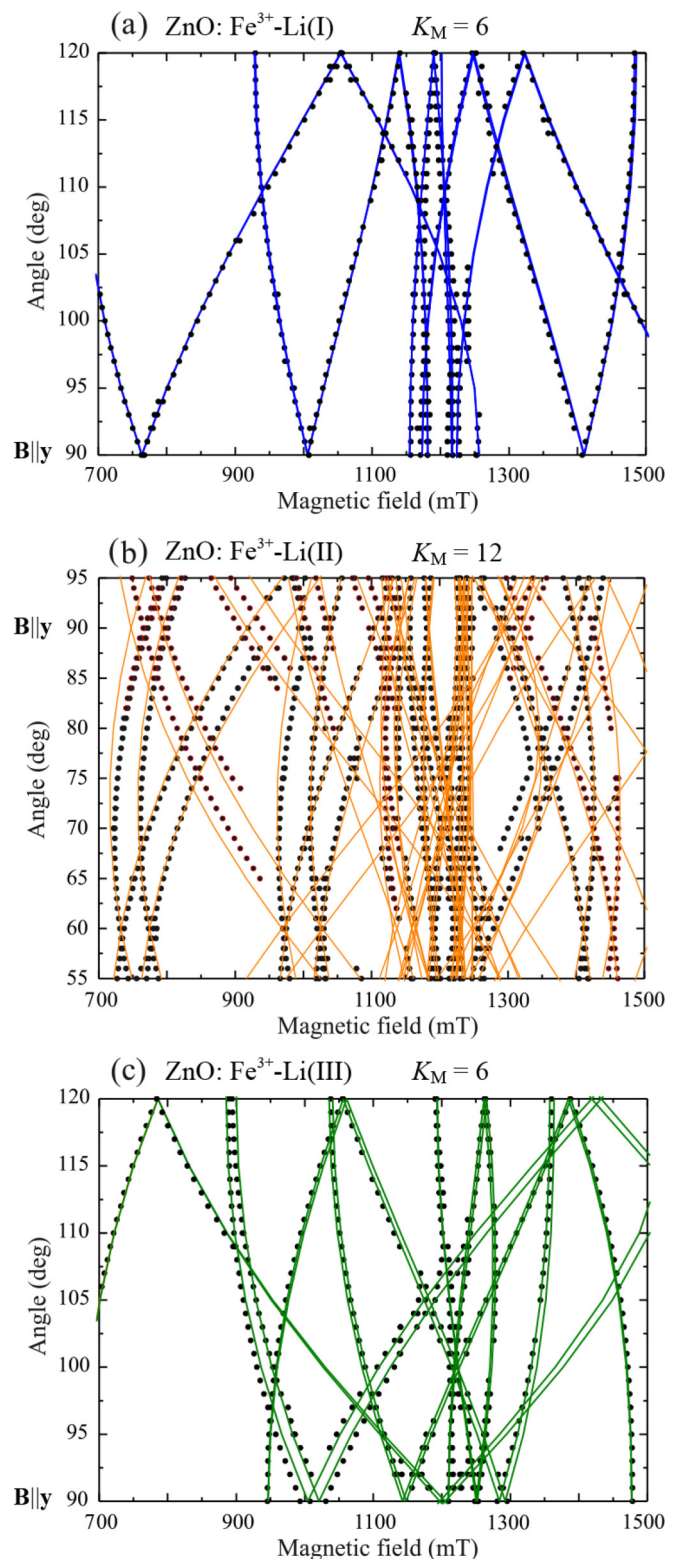 (a) ZnO: Fe³⁺-Li(I) K_M = 6
120
115
110
105
100
95
90
Angle (deg)
B||y
700 900 1100 1300 1500
Magnetic field (mT)
(b) ZnO: Fe³⁺-Li(II) K_M = 12
95
90
85
80
75
70
65
60
55
B||y
Angle (deg)
700 900 1100 1300 1500
Magnetic field (mT)
(c) ZnO: Fe³⁺-Li(III) K_M = 6
120
115
110
105
100
95
90
Angle (deg)
B||y
700 900 1100 1300 1500
Magnetic field (mT)